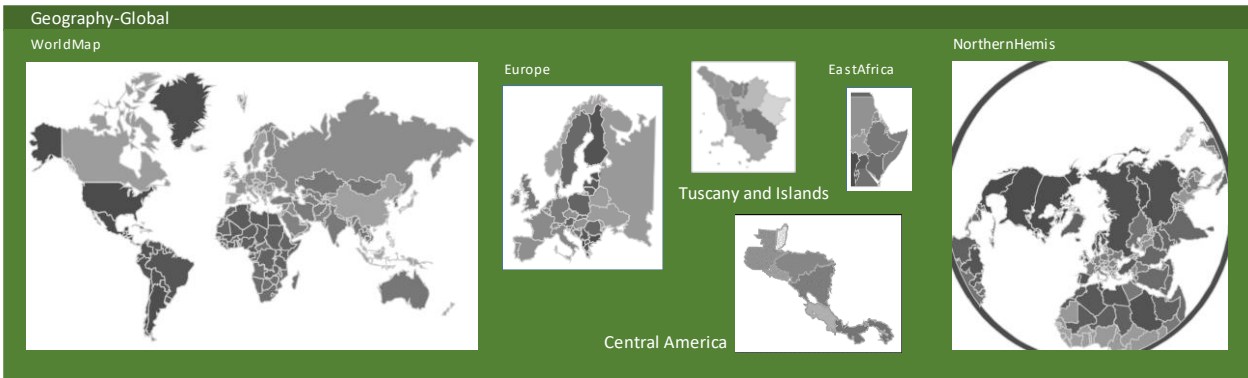 Geography-Global
WorldMap
Europe
EastAfrica
NorthernHemis
Tuscany and Islands
Central America